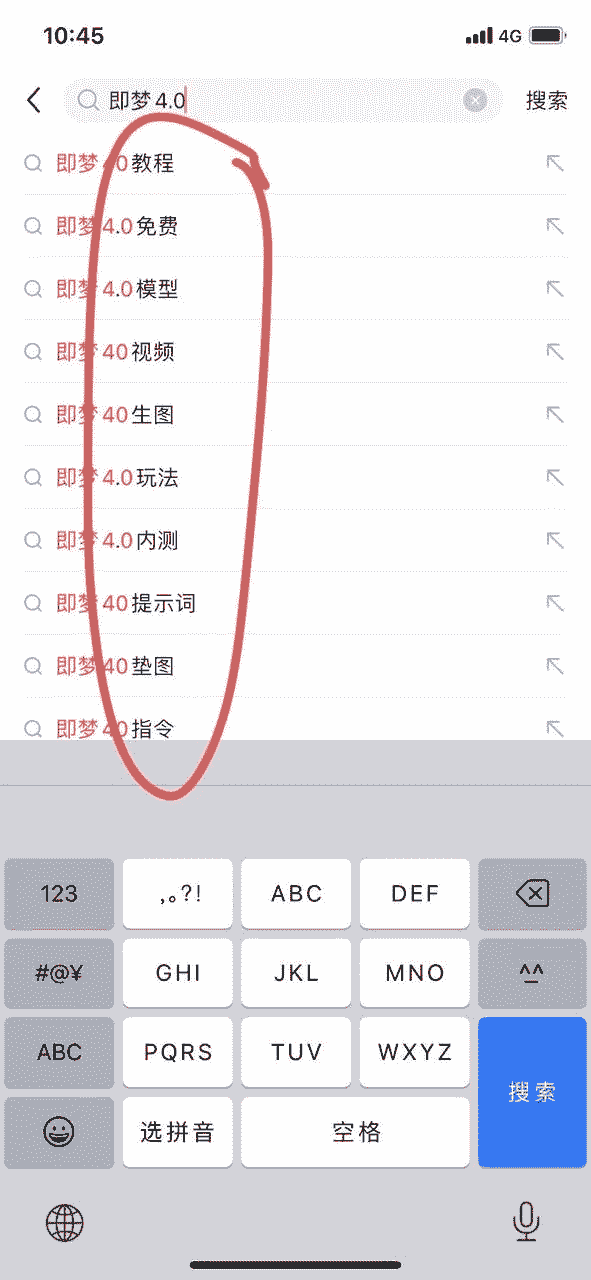 10:45
4G
即梦4.0
搜索
即梦40教程
即梦4.0免费
即梦4.0模型
即梦40视频
即梦40生图
即梦4.0玩法
即梦4.0内测
即梦40提示词
即梦40垫图
即梦40指令
123
,。?!
ABC
DEF
#@¥
GHI
JKL
MNO
^^
ABC
PQRS
TUV
WXYZ
搜索
选拼音
空格